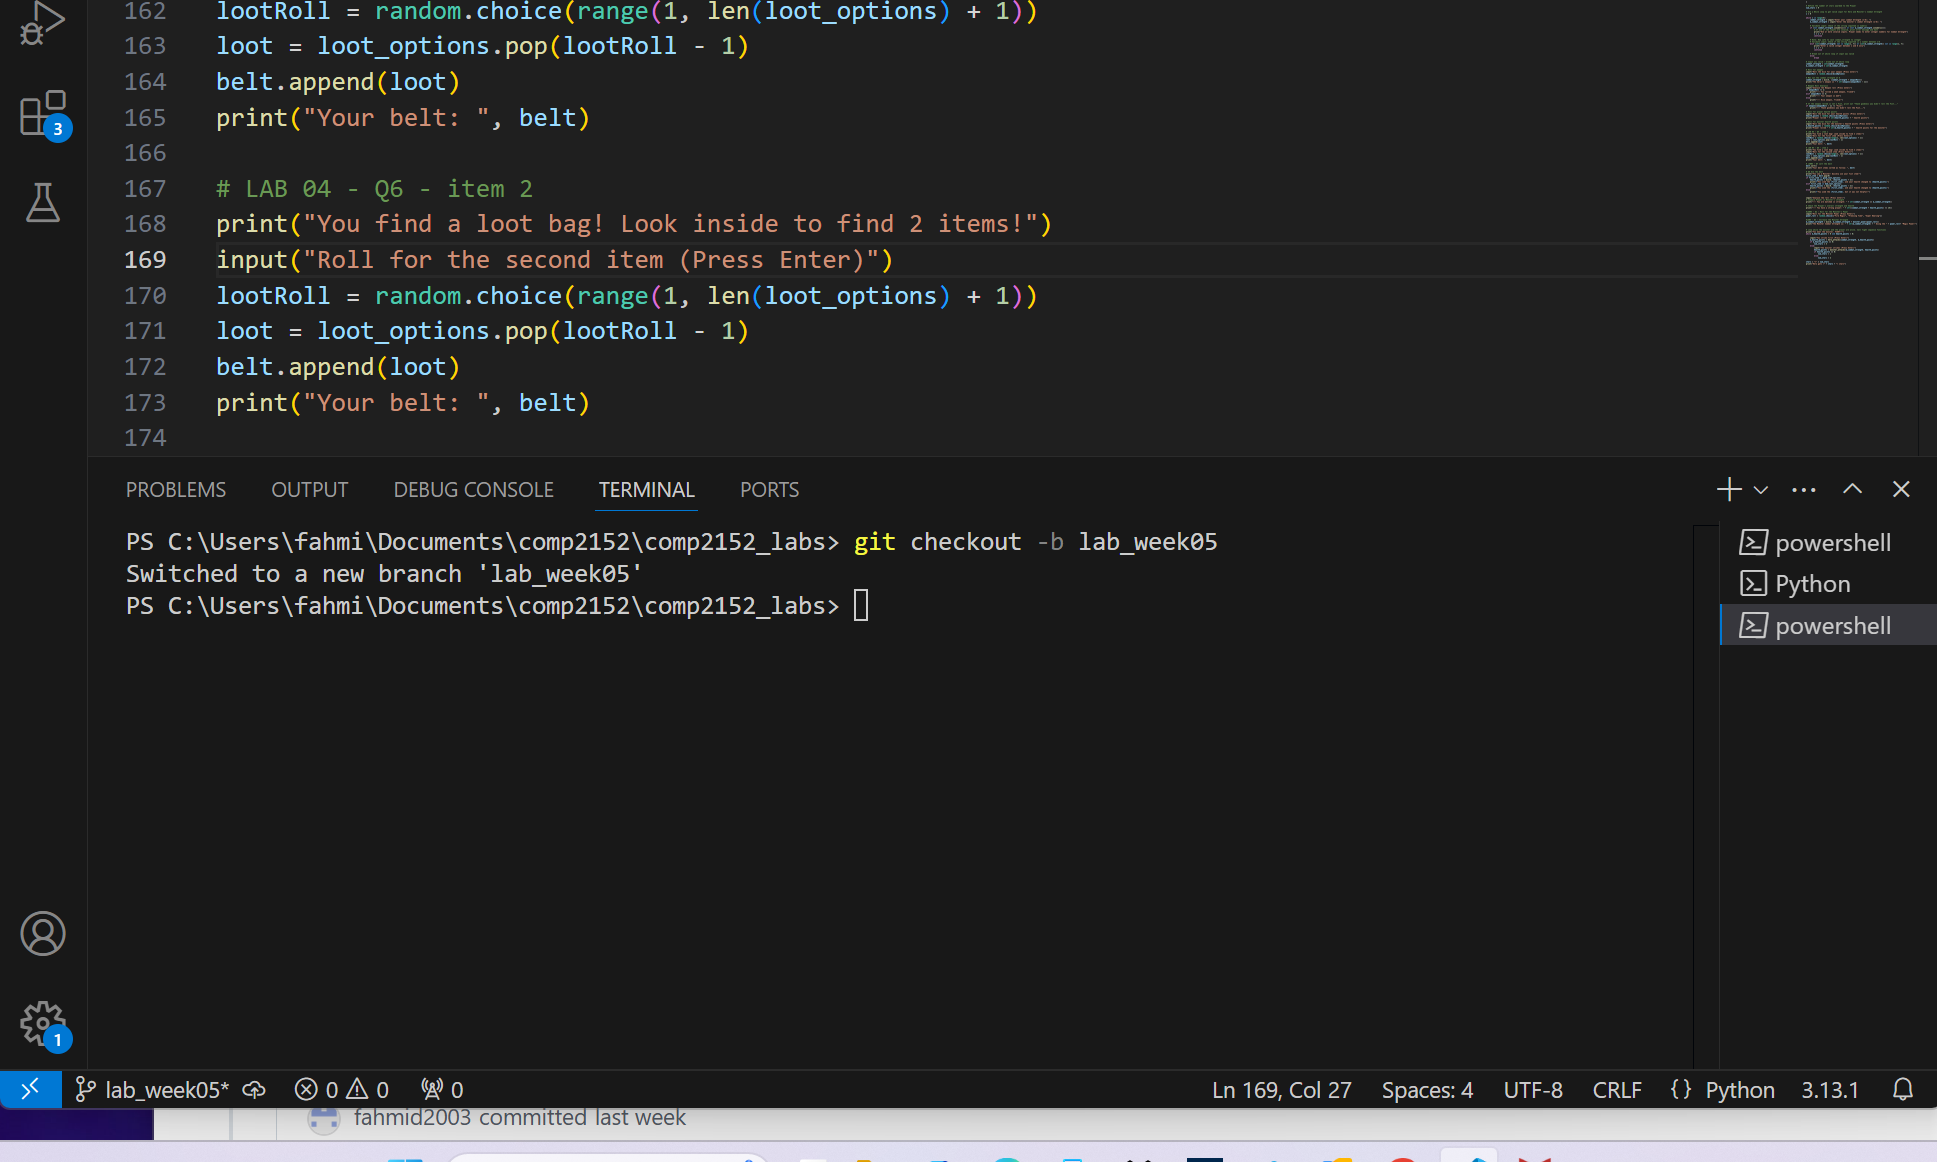 162 lootRoll = random.choice(range(1, len(loot_options) + 1))
163 loot = loot_options.pop(lootRoll - 1)
164 belt.append(loot)
165 print("Your belt: ", belt)
166
167 # LAB 04 - Q6 - item 2
168 print("You find a loot bag! Look inside to find 2 items!")
169 input("Roll for the second item (Press Enter)")
170 lootRoll = random.choice(range(1, len(loot_options) + 1))
171 loot = loot_options.pop(lootRoll - 1)
172 belt.append(loot)
173 print("Your belt: ", belt)
174
3
PROBLEMS OUTPUT DEBUG CONSOLE TERMINAL PORTS
PS C:\Users\fahmi\Documents\comp2152\comp2152_labs> git checkout -b lab_week05
Switched to a new branch 'lab_week05'
PS C:\Users\fahmi\Documents\comp2152\comp2152_labs>
powershell
Python
powershell
1
lab_week05* 0 0 0 Ln 169, Col 27 Spaces: 4 UTF-8 CRLF {} Python 3.13.1
fahmid2003 committed last week